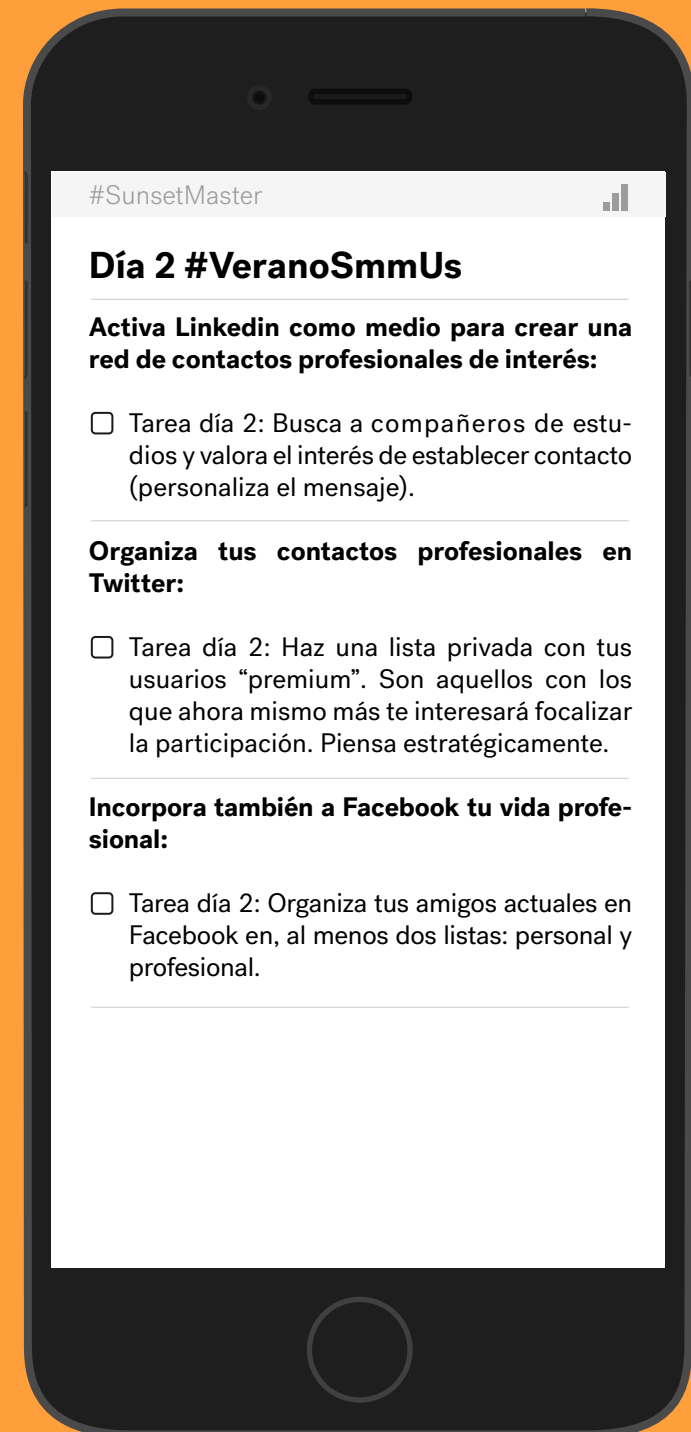 #SunsetMaster
Día 2 #VeranoSmmUs
Activa Linkedin como medio para crear una
red de contactos profesionales de interés:
Tarea día 2: Busca a compañeros de estu-
dios y valora el interés de establecer contacto
(personaliza el mensaje).
Organiza tus contactos profesionales en
Twitter:
Tarea día 2: Haz una lista privada con tus
usuarios “premium”. Son aquellos con los
que ahora mismo más te interesará focalizar
la participación. Piensa estratégicamente.
Incorpora también a Facebook tu vida profe-
sional:
Tarea día 2: Organiza tus amigos actuales en
Facebook en, al menos dos listas: personal y
profesional.